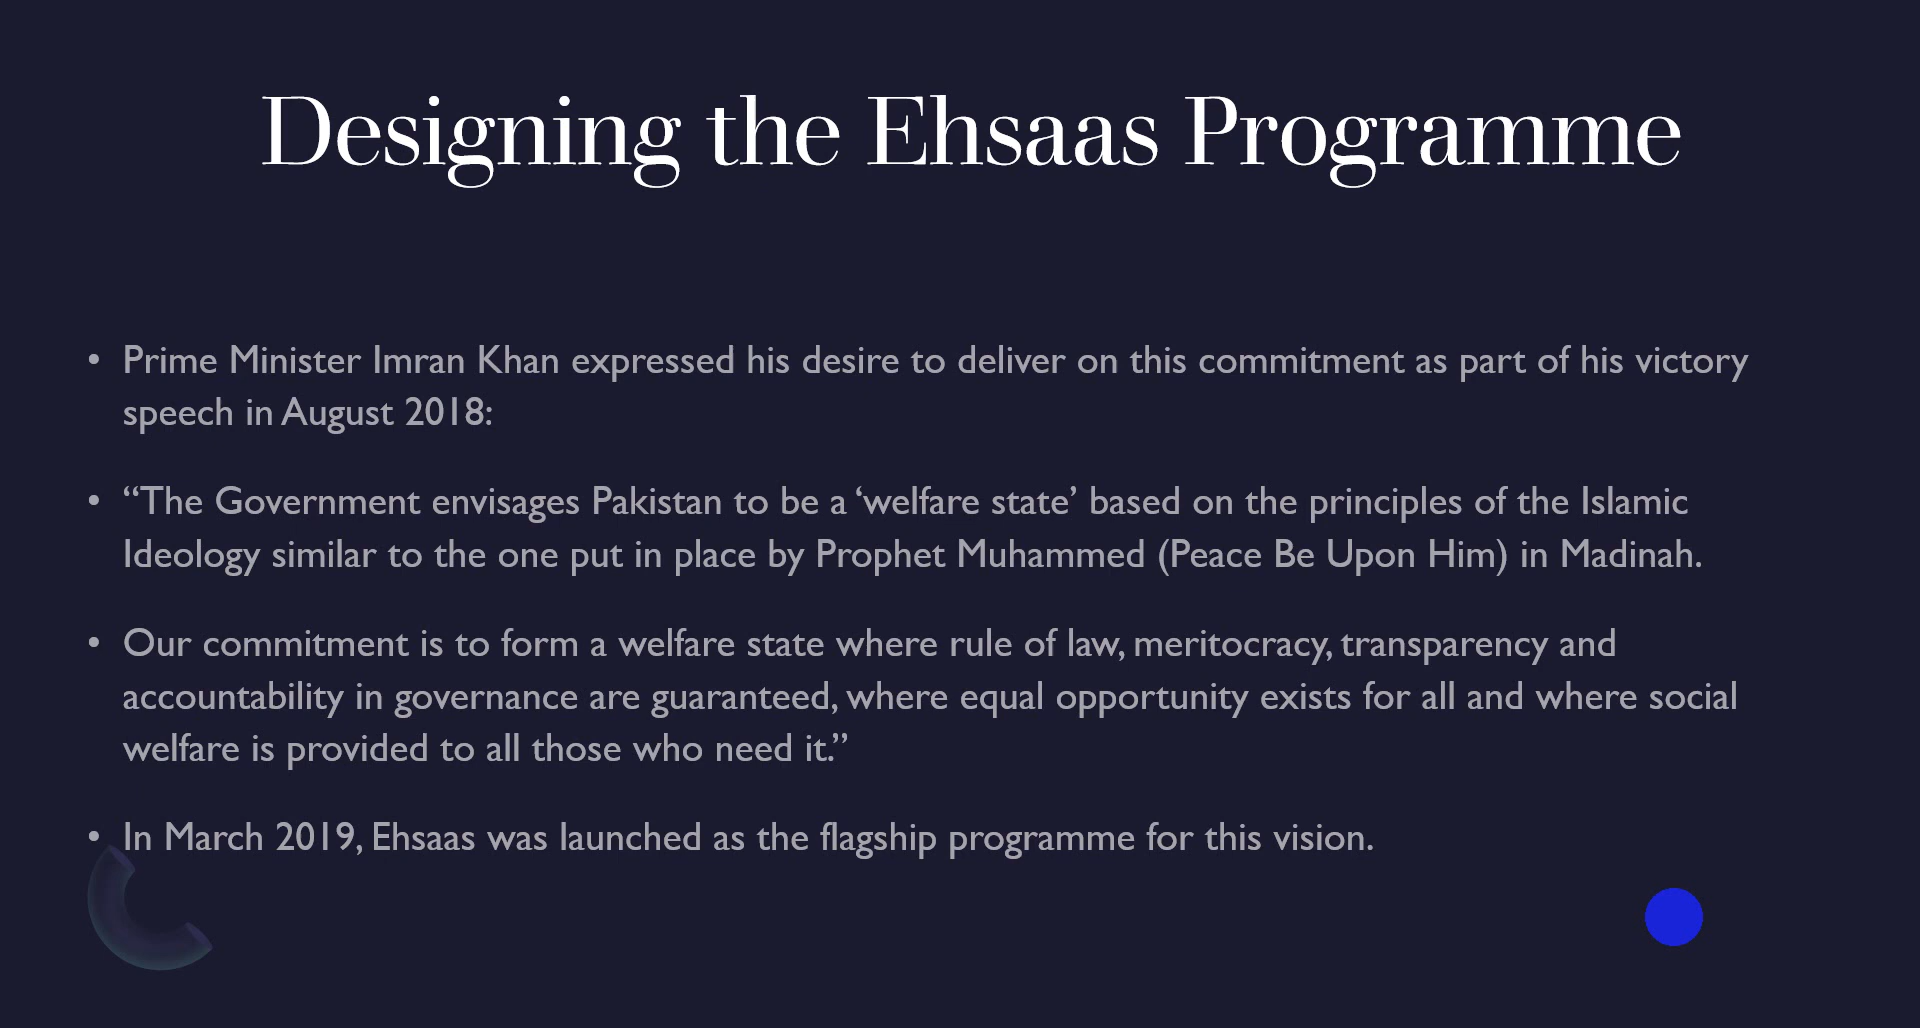 Designing the Ehsaas Programme
• Prime Minister Imran Khan expressed his desire to deliver on this commitment as part of his victory
speech in August 2018:
• “The Government envisages Pakistan to be a ‘welfare state’ based on the principles of the Islamic
Ideology similar to the one put in place by Prophet Muhammed (Peace Be Upon Him) in Madinah.
• Our commitment is to form a welfare state where rule of law, meritocracy, transparency and
accountability in governance are guaranteed, where equal opportunity exists for all and where social
welfare is provided to all those who need it.”
• In March 2019, Ehsaas was launched as the flagship programme for this vision.